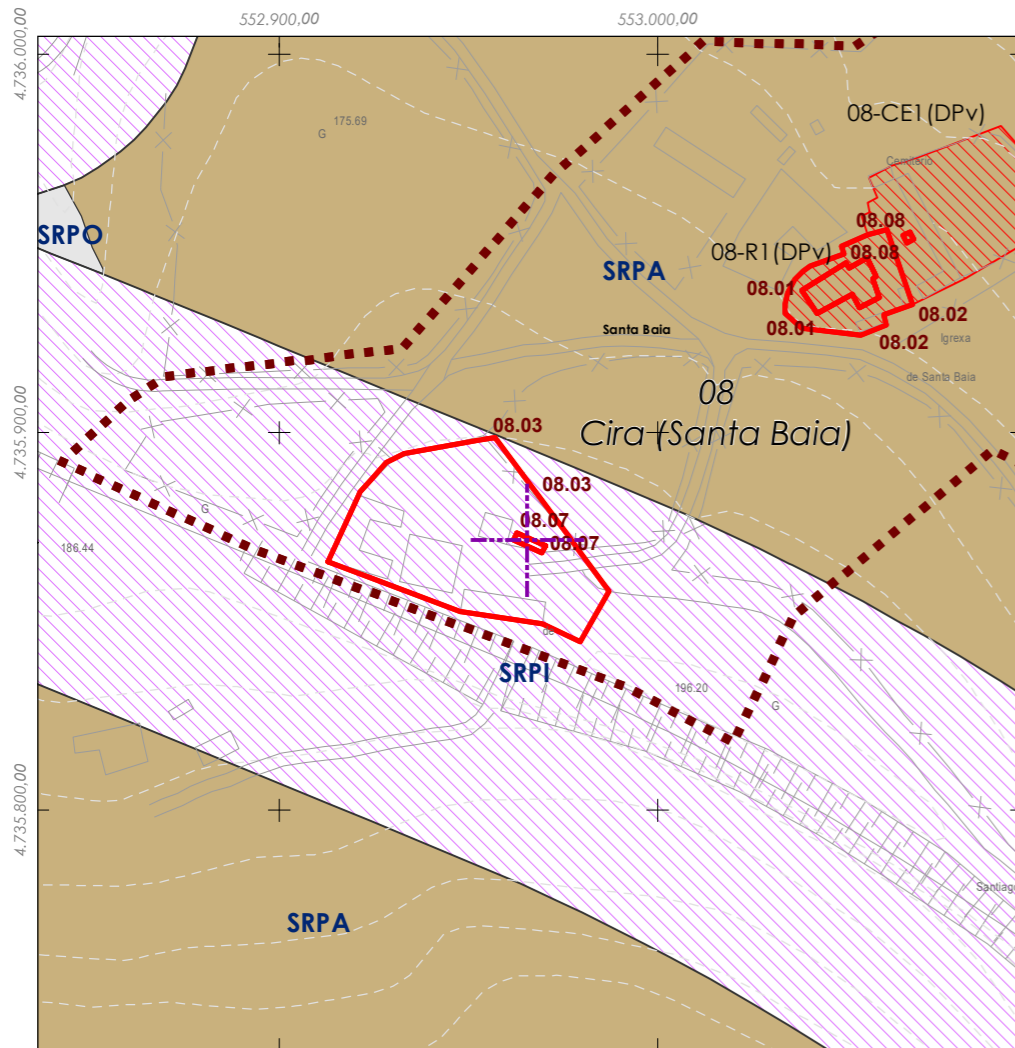 552.900,00
553.000,00
4.736.000,00
08-CE1(DPv)
175.69
G
Cemiterio
08.08
SRPO
08-R1(DPv)
08.08
SRPA
08.01
08.01
08.02
Santa Baia
08.02
Igrexa
de Santa Baia
08
Cira (Santa Baia)
4.735.900,00
08.03
08.03
G
08.07
08.07
186.44
de
SRPI
196.20
G
4.735.800,00
Santiago
SRPA